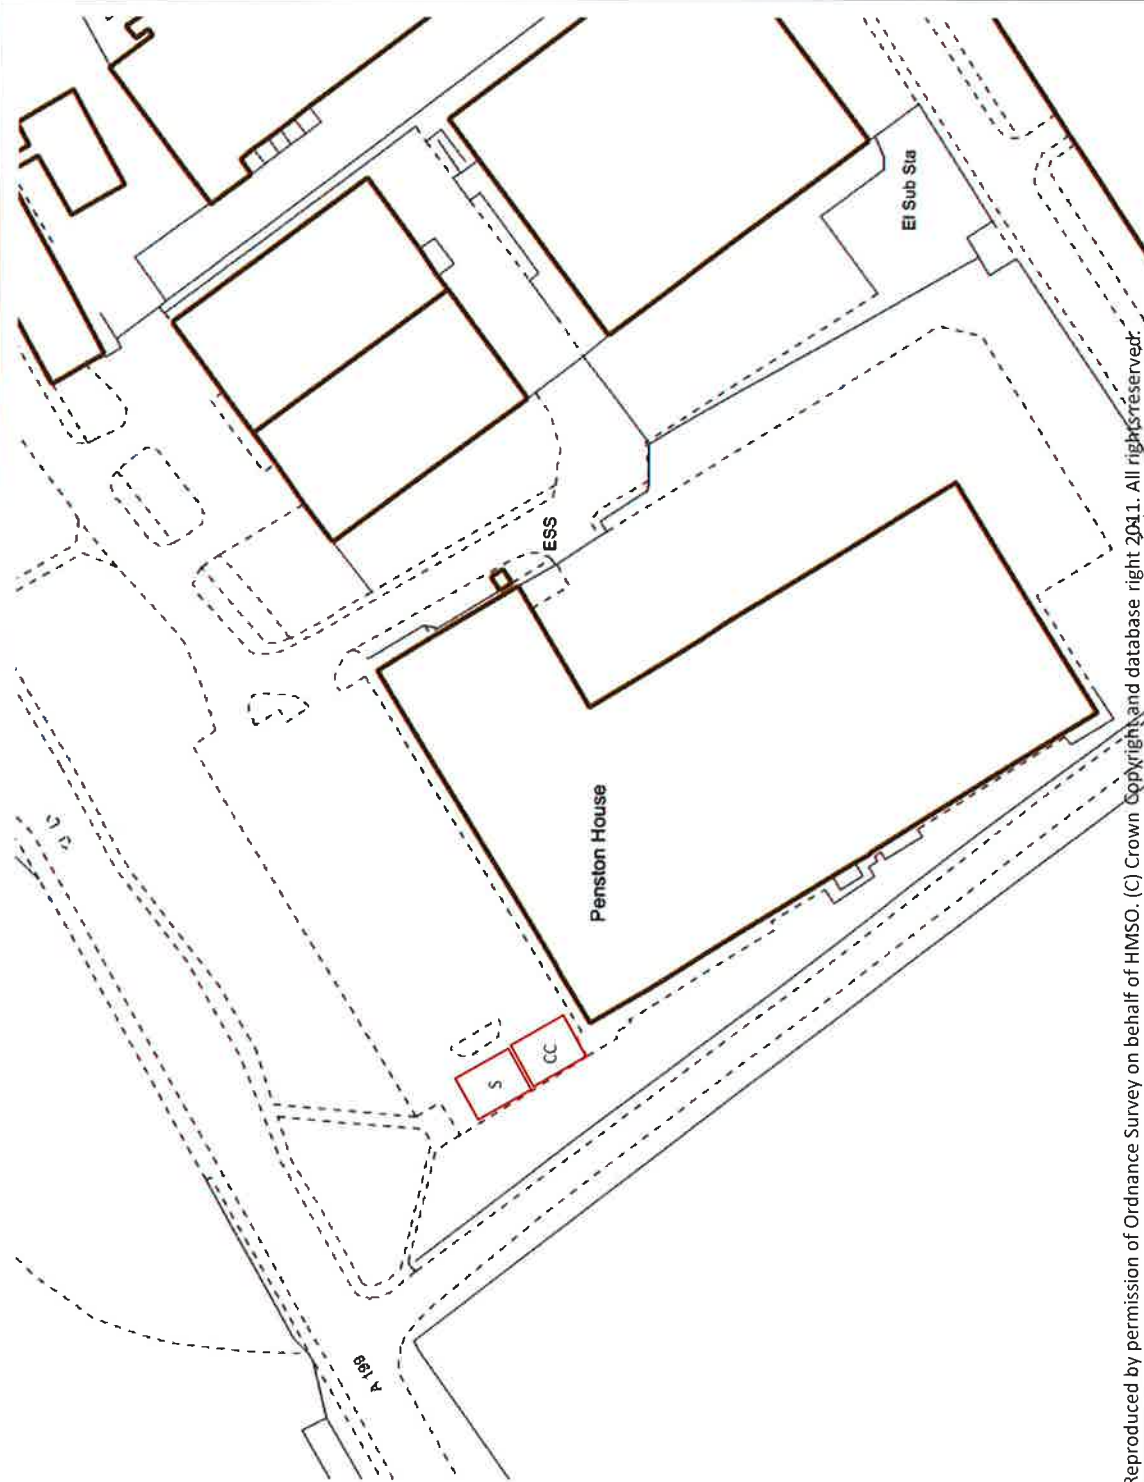 El Sub Sta
ESS
Penston House
CC
S
A 199
Reproduced by permission of Ordnance Survey on behalf of HMSO. (C) Crown Copyright and database right 2011. All rights reserved.